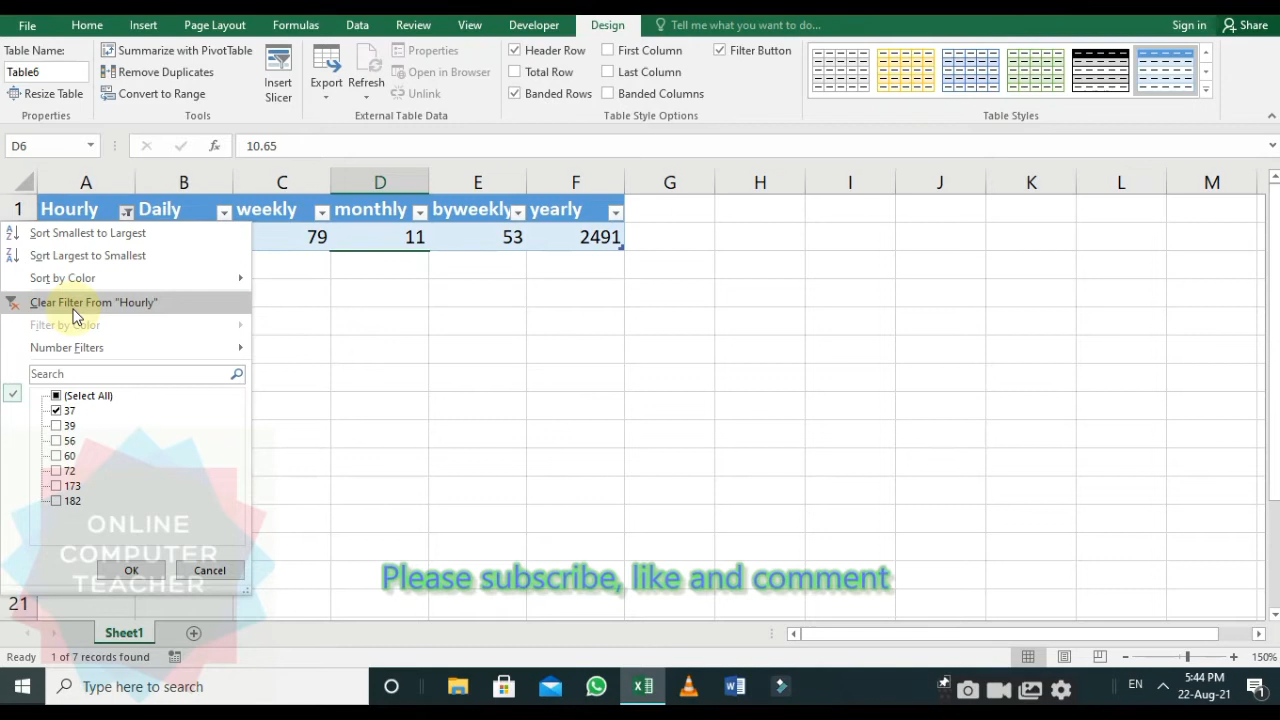 File Home Insert Page Layout Formulas Data Review View Developer Design Tell me what you want to do... Sign in Share
Table Name: Summarize with PivotTable Properties Header Row First Column Filter Button
Table6 Remove Duplicates Insert Slicer Export Refresh Open in Browser Total Row Last Column
Resize Table Convert to Range Unlink Banded Rows Banded Columns
Properties Tools External Table Data Table Style Options Table Styles
D6 fx 10.65
A B C D E F G H I J K L M
1 Hourly Daily weekly monthly byweekly yearly
79 11 53 2491
Sort Smallest to Largest
Sort Largest to Smallest
Sort by Color
Clear Filter From "Hourly"
Filter by Color
Number Filters
Search
(Select All)
37
39
56
60
72
173
182
ONLINE
COMPUTER
TEACHER
OK Cancel
Please subscribe, like and comment
21
Sheet1
Ready 1 of 7 records found 150%
Type here to search EN 5:44 PM
22-Aug-21 1